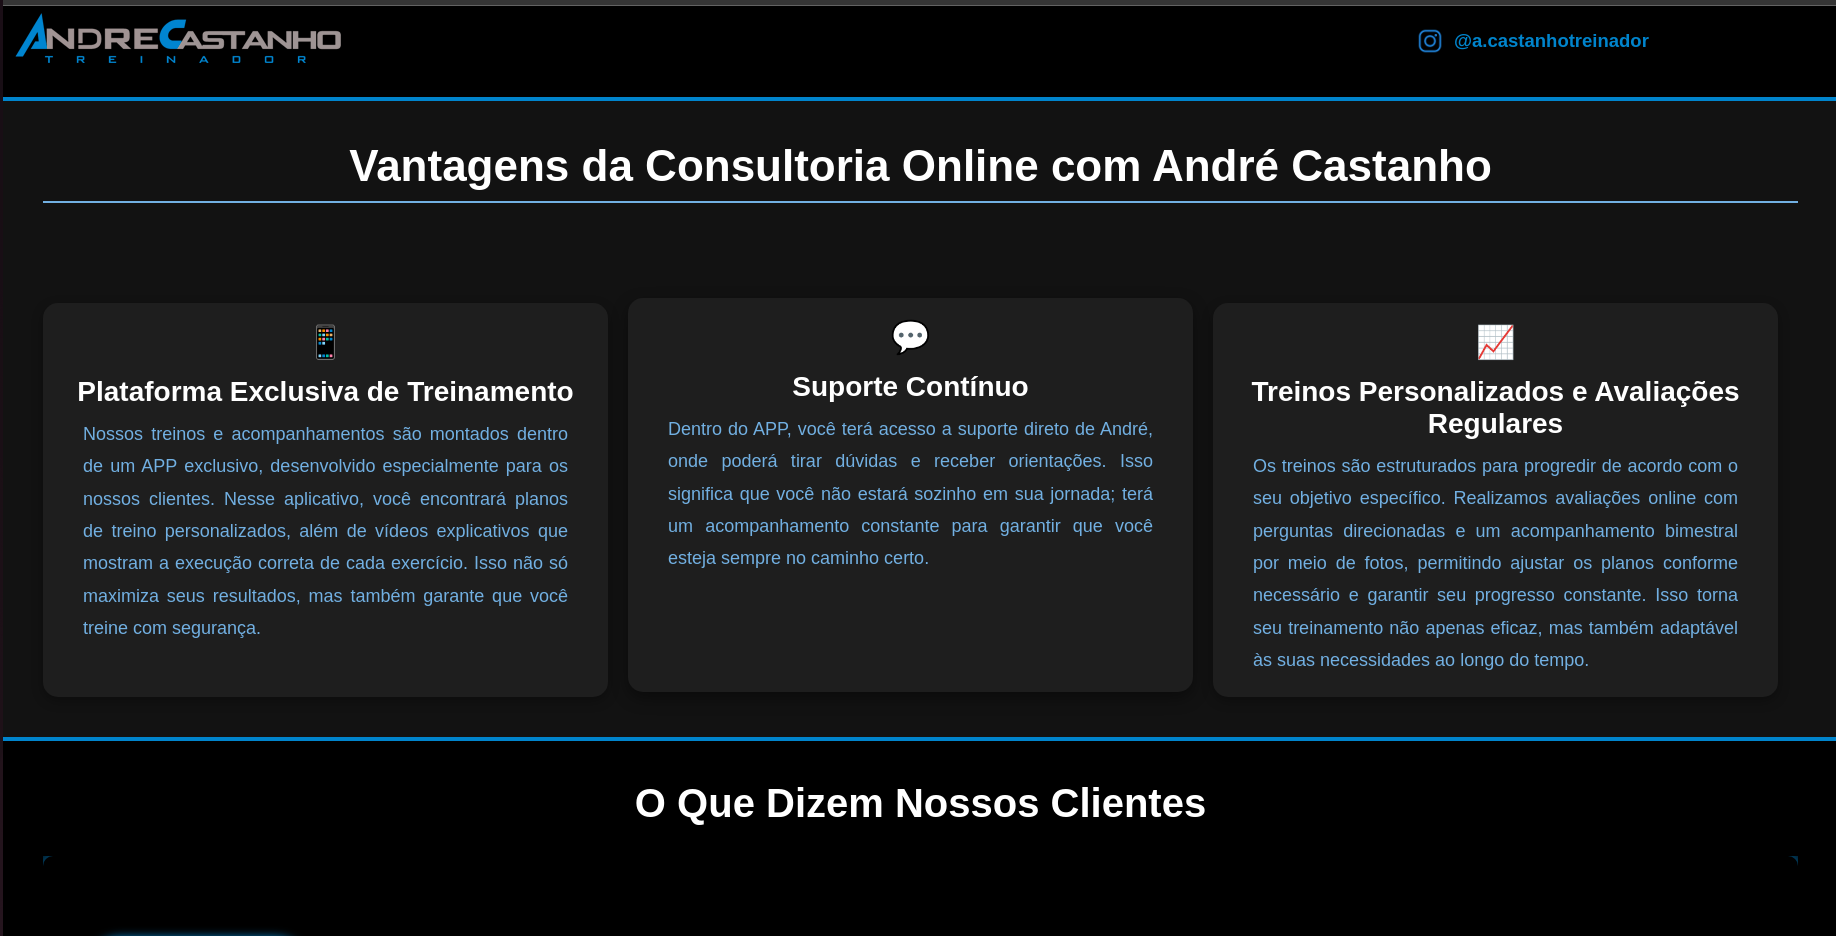 ANDRECASTANHO
TREINADOR
@a.castanhotreinador
Vantagens da Consultoria Online com André Castanho
Plataforma Exclusiva de Treinamento
Nossos treinos e acompanhamentos são montados dentro
de um APP exclusivo, desenvolvido especialmente para os
nossos clientes. Nesse aplicativo, você encontrará planos
de treino personalizados, além de vídeos explicativos que
mostram a execução correta de cada exercício. Isso não só
maximiza seus resultados, mas também garante que você
treine com segurança.
Suporte Contínuo
Dentro do APP, você terá acesso a suporte direto de André,
onde poderá tirar dúvidas e receber orientações. Isso
significa que você não estará sozinho em sua jornada; terá
um acompanhamento constante para garantir que você
esteja sempre no caminho certo.
Treinos Personalizados e Avaliações
Regulares
Os treinos são estruturados para progredir de acordo com o
seu objetivo específico. Realizamos avaliações online com
perguntas direcionadas e um acompanhamento bimestral
por meio de fotos, permitindo ajustar os planos conforme
necessário e garantir seu progresso constante. Isso torna
seu treinamento não apenas eficaz, mas também adaptável
às suas necessidades ao longo do tempo.
O Que Dizem Nossos Clientes